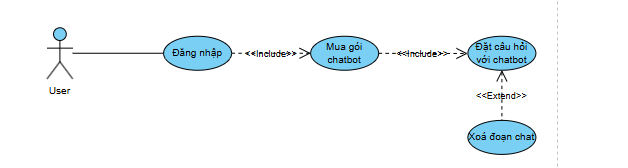 Đăng nhập
<<Include>>
Mua gói
chatbot
<<Include>>
Đặt câu hỏi
với chatbot
User
<<Extend>>
Xoá đoạn chat